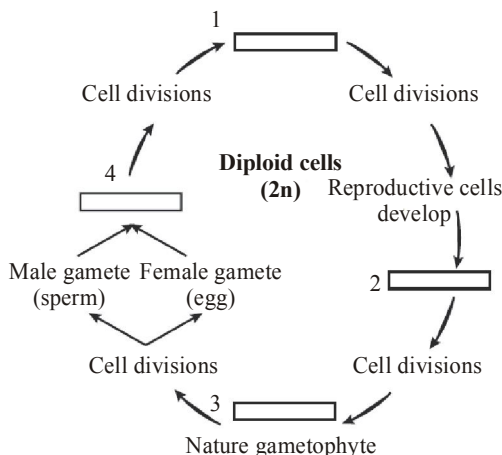 1
Cell divisions
Cell divisions
Diploid cells
(2n)
4
Reproductive cells
develop
Male gamete
(sperm)
Female gamete
(egg)
2
Cell divisions
Cell divisions
3
Nature gametophyte